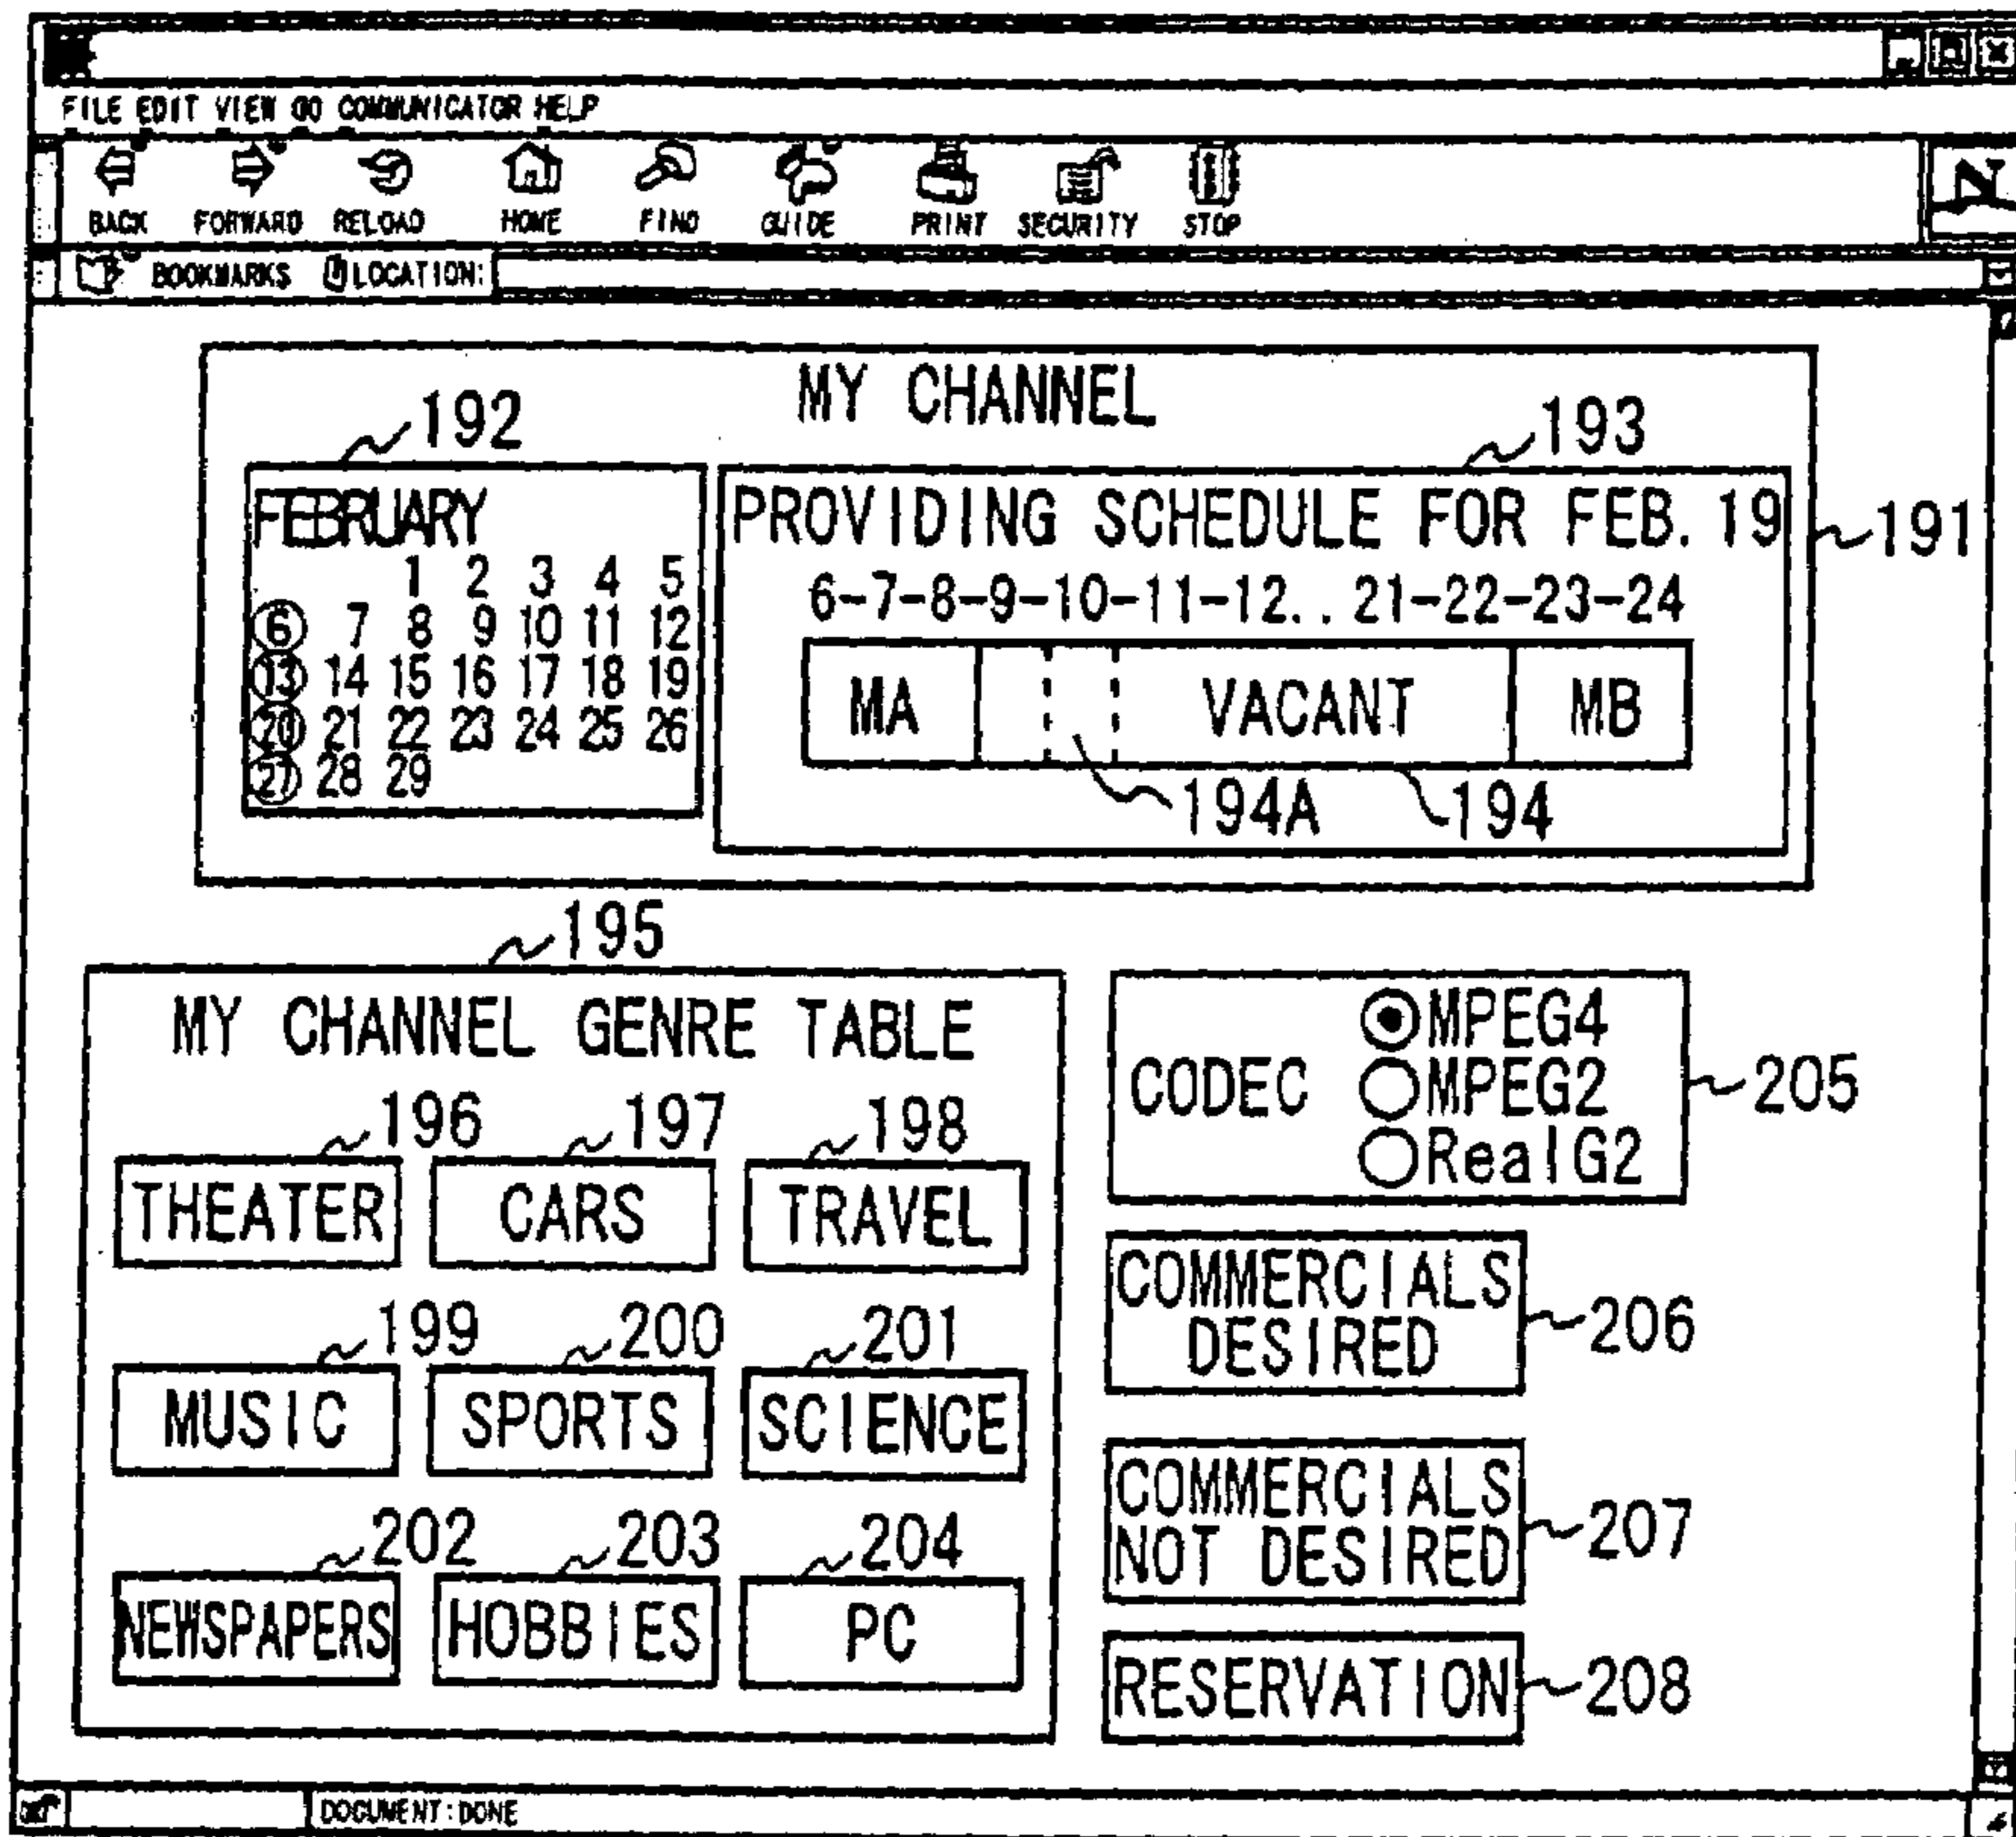 FILE EDIT VIEW GO COMMUNICATOR HELP
BACK FORWARD RELOAD HOME FIND GUIDE PRINT SECURITY STOP
N
BOOKMARKS LOCATION:
MY CHANNEL
192
193
FEBRUARY
1 2 3 4 5
6 7 8 9 10 11 12
13 14 15 16 17 18 19
20 21 22 23 24 25 26
27 28 29
PROVIDING SCHEDULE FOR FEB. 19
191
6-7-8-9-10-11-12.. 21-22-23-24
MA VACANT MB
194A 194
195
MY CHANNEL GENRE TABLE
196 197 198
THEATER CARS TRAVEL
199 200 201
MUSIC SPORTS SCIENCE
202 203 204
NEWSPAPERS HOBBIES PC
CODEC
MPEG4
MPEG2
RealG2
205
COMMERCIALS
DESIRED
206
COMMERCIALS
NOT DESIRED
207
RESERVATION
208
DOCUMENT:DONE